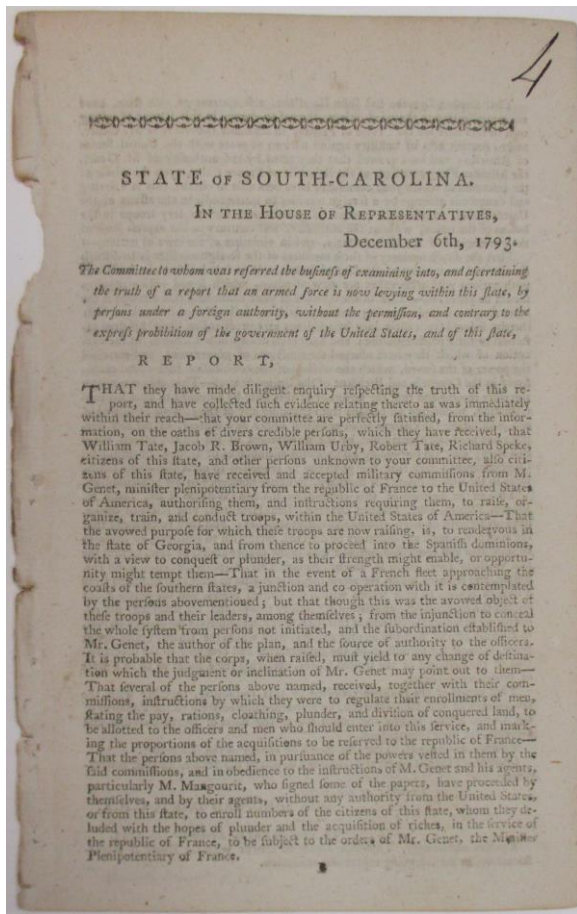 4
STATE OF SOUTH-CAROLINA.
IN THE HOUSE OF REPRESENTATIVES,
December 6th, 1793.
The Committee to whom was referred the buſineſs of examining into, and aſcertaining
the truth of a report that an armed force is now levying within this ſtate, by
perſons under a foreign authority, without the permiſſion, and contrary to the
expreſs prohibition of the government of the United States, and of this ſtate,
REPORT,
THAT they have made diligent enquiry reſpecting the truth of this re-
port, and have collected ſuch evidence relating thereto as was immediately
within their reach—that your committee are perfectly ſatisfied, from the infor-
mation, on the oaths of divers credible perſons, which they have received, that
William Tate, Jacob R. Brown, William Urby, Robert Tate, Richard Speke,
citizens of this ſtate, and other perſons unknown to your committee, alſo citi-
zens of this ſtate, have received and accepted military commiſſions from M.
Genet, miniſter plenipotentiary from the republic of France to the United States
of America, authoriſing them, and inſtructions requiring them, to raiſe, or-
ganize, train, and conduct troops, within the United States of America—That
the avowed purpoſe for which theſe troops are now raiſing, is, to rendezvous in
the ſtate of Georgia, and from thence to proceed into the Spaniſh dominions,
with a view to conqueſt or plunder, as their ſtrength might enable, or opportu-
nity might tempt them—That in the event of a French fleet approaching the
coaſts of the ſouthern ſtates, a junction and co-operation with it is contemplated
by the perſons abovementioned; but that though this was the avowed object of
theſe troops and their leaders, among themſelves; from the injunction to conceal
the whole ſyſtem from perſons not initiated, and the ſubordination eſtabliſhed to
Mr. Genet, the author of the plan, and the ſource of authority to the officers.
It is probable that the corps, when raiſed, muſt yield to any change of deſtina-
tion which the judgment or inclination of Mr. Genet may point out to them—
That ſeveral of the perſons above named, received, together with their com-
miſſions, inſtructions by which they were to regulate their enrollments of men,
ſtating the pay, rations, cloathing, plunder, and diviſion of conquered land, to
be allotted to the officers and men who ſhould enter into this ſervice, and mark-
ing the proportions of the acquiſitions to be reſerved to the republic of France—
That the perſons above named, in purſuance of the powers veſted in them by the
ſaid commiſſions, and in obedience to the inſtructions of M. Genet and his agents,
particularly M. Mangourit, who ſigned ſome of the papers, have proceeded by
themſelves, and by their agents, without any authority from the United States,
or from this ſtate, to enroll numbers of the citizens of this ſtate, whom they de-
luded with the hopes of plunder and the acquiſition of riches, in the ſervice of
the republic of France, to be ſubject to the orders of Mr. Genet, the Miniſter
Plenipotentiary of France.